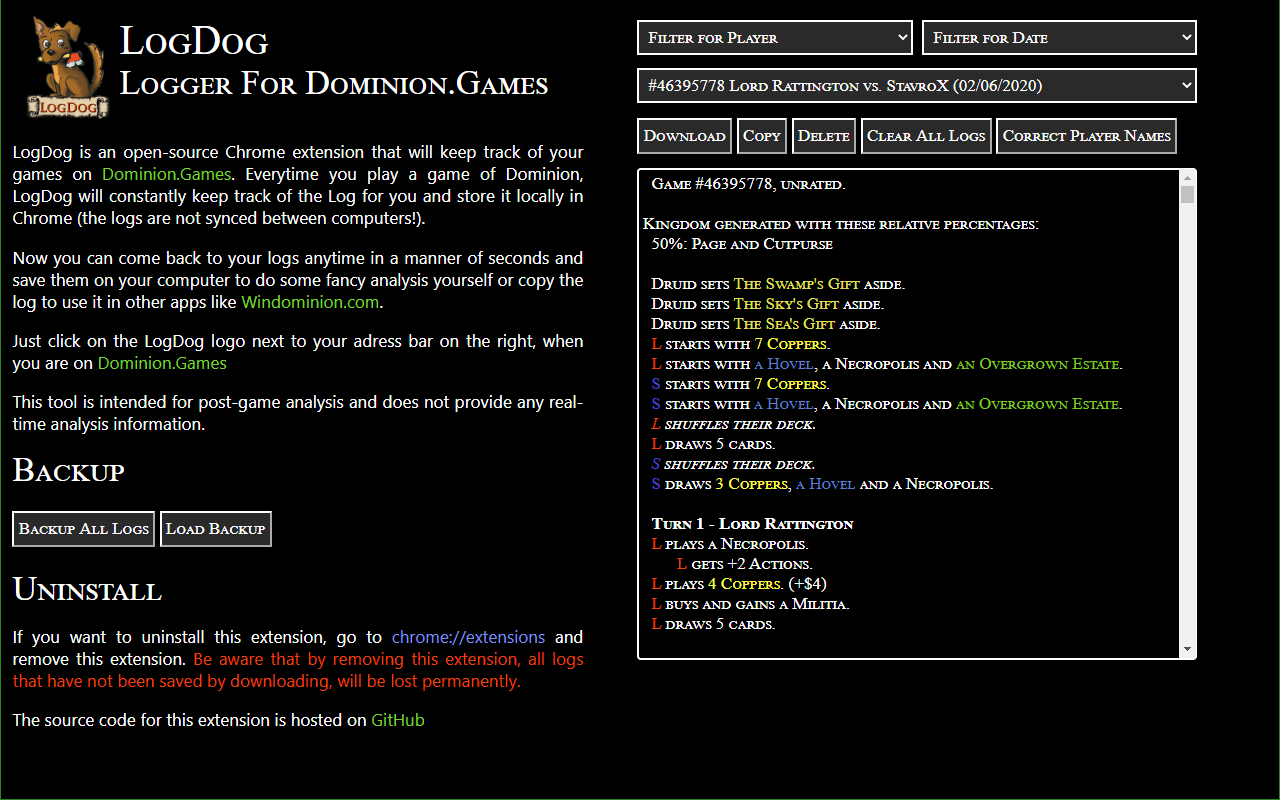 LogDog
LogDog
Logger For Dominion.Games
LogDog is an open-source Chrome extension that will keep track of your
games on Dominion.Games. Everytime you play a game of Dominion,
LogDog will constantly keep track of the Log for you and store it locally in
Chrome (the logs are not synced between computers!).
Now you can come back to your logs anytime in a manner of seconds and
save them on your computer to do some fancy analysis yourself or copy the
log to use it in other apps like Windominion.com.
Just click on the LogDog logo next to your adress bar on the right, when
you are on Dominion.Games
This tool is intended for post-game analysis and does not provide any real-
time analysis information.
Backup
Backup All Logs Load Backup
Uninstall
If you want to uninstall this extension, go to chrome://extensions and
remove this extension. Be aware that by removing this extension, all logs
that have not been saved by downloading, will be lost permanently.
The source code for this extension is hosted on GitHub
Filter for Player Filter for Date
#46395778 Lord Rattington vs. StavroX (02/06/2020)
Download Copy Delete Clear All Logs Correct Player Names
Game #46395778, unrated.
Kingdom generated with these relative percentages:
50%: Page and Cutpurse
Druid sets The Swamp's Gift aside.
Druid sets The Sky's Gift aside.
Druid sets The Sea's Gift aside.
L starts with 7 Coppers.
L starts with a Hovel, a Necropolis and an Overgrown Estate.
S starts with 7 Coppers.
S starts with a Hovel, a Necropolis and an Overgrown Estate.
L shuffles their deck.
L draws 5 cards.
S shuffles their deck.
S draws 3 Coppers, a Hovel and a Necropolis.
Turn 1 - Lord Rattington
L plays a Necropolis.
L gets +2 Actions.
L plays 4 Coppers. (+$4)
L buys and gains a Militia.
L draws 5 cards.